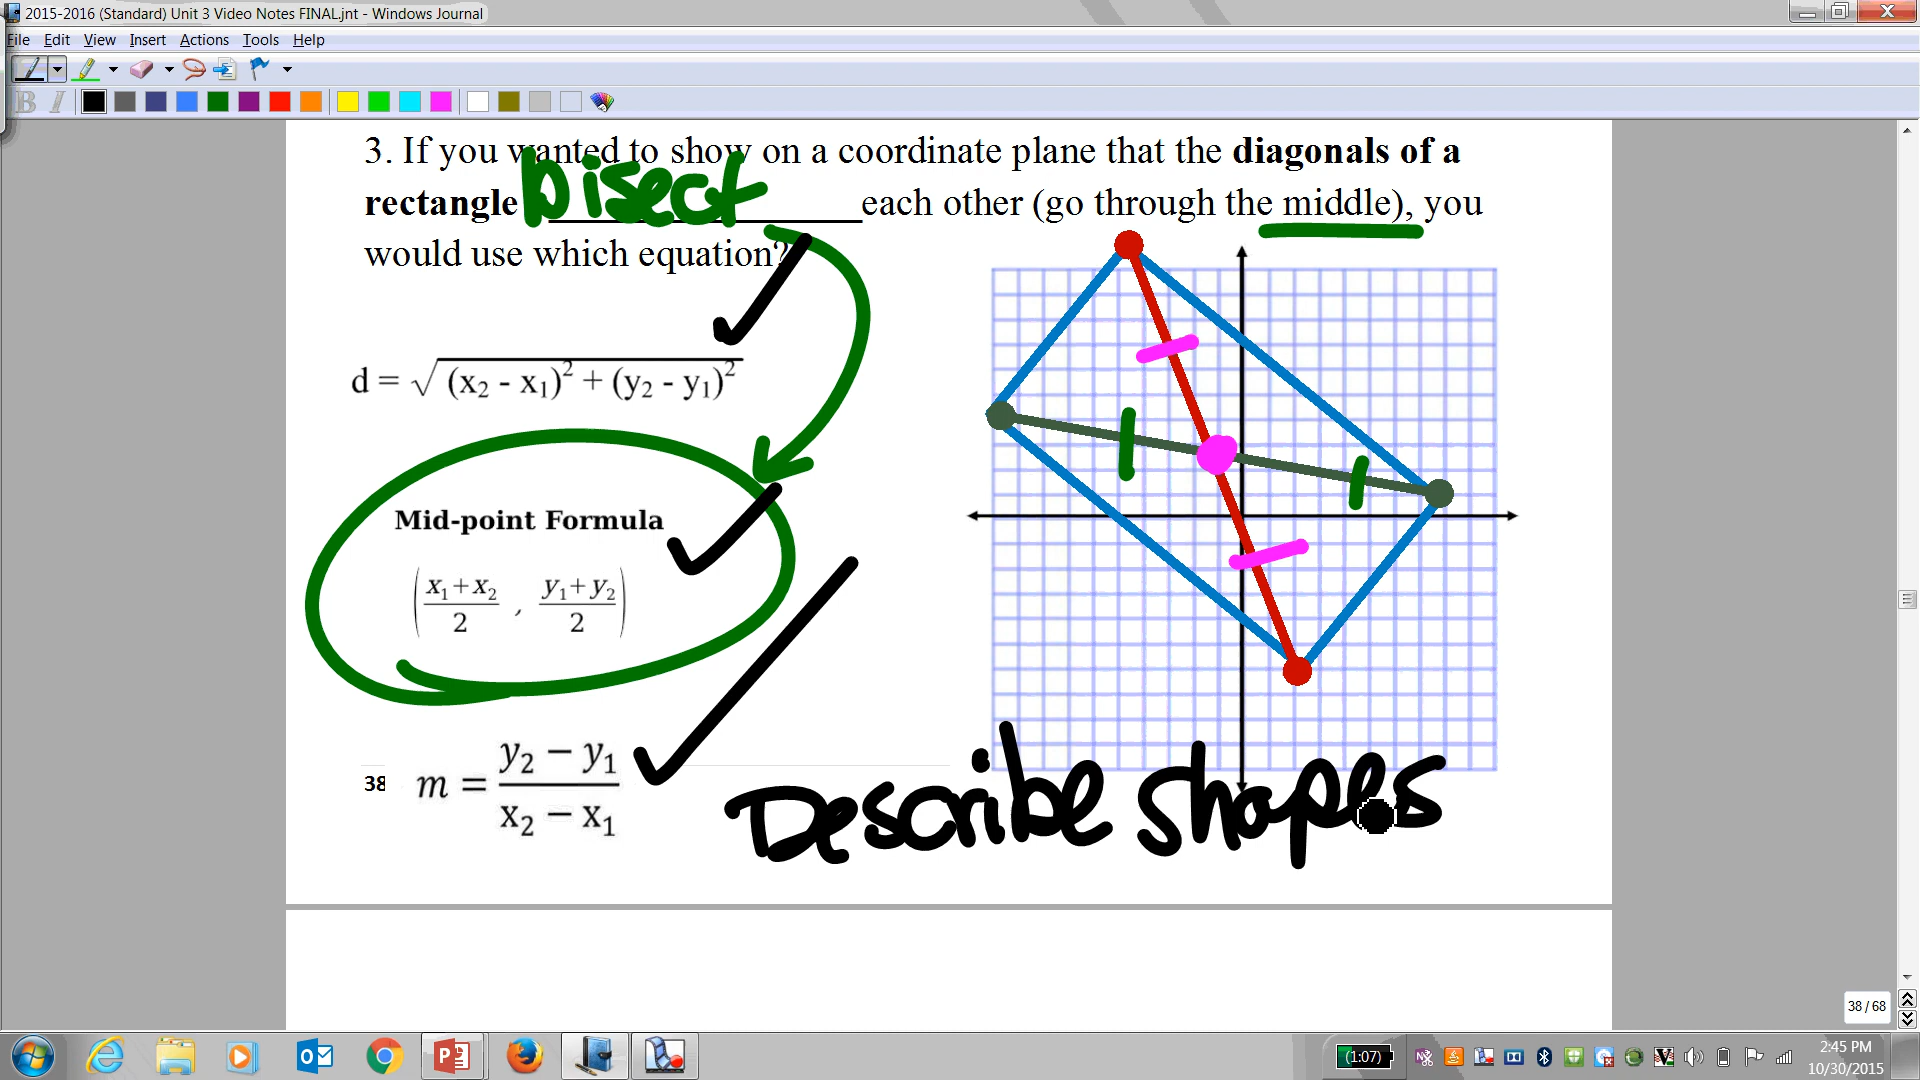 2015-2016 (Standard) Unit 3 Video Notes FINAL.jnt - Windows Journal
File Edit View Insert Actions Tools Help
B I
3. If you wanted to show on a coordinate plane that the diagonals of a
rectangle bisect each other (go through the middle), you
would use which equation?
d = √(x₂ - x₁)² + (y₂ - y₁)²
Mid-point Formula
(x₁+x₂/2 , y₁+y₂/2)
m = y₂ − y₁/x₂ − x₁
38
Describe shapes
38 / 68
(1:07)
2:45 PM
10/30/2015